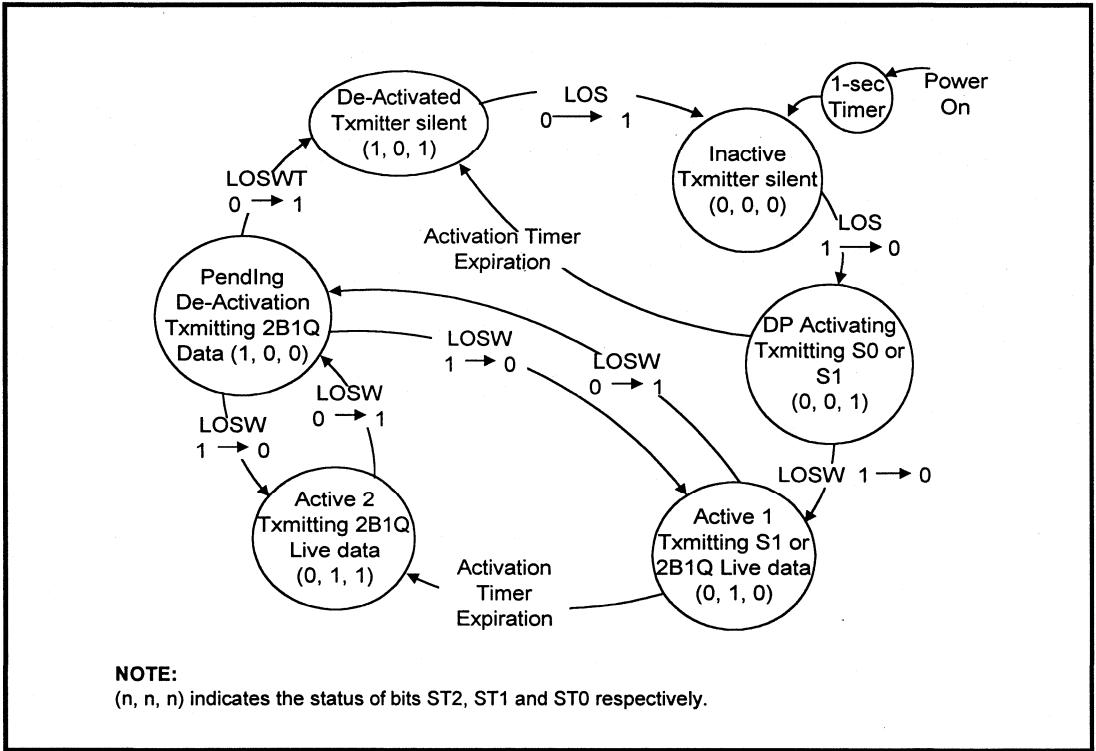 De-Activated
Txmitter silent
(1, 0, 1)
LOS
0 → 1
1-sec
Timer
Power
On
Inactive
Txmitter silent
(0, 0, 0)
LOS
1 → 0
LOSWT
0 → 1
Activation Timer
Expiration
PendIng
De-Activation
Txmitting 2B1Q
Data (1, 0, 0)
DP Activating
Txmitting S0 or
S1
(0, 0, 1)
LOSW
1 → 0
LOSW
0 → 1
LOSW
0 → 1
LOSW
1 → 0
LOSW 1 → 0
Active 2
Txmitting 2B1Q
Live data
(0, 1, 1)
Active 1
Txmitting S1 or
2B1Q Live data
(0, 1, 0)
Activation
Timer
Expiration
NOTE:
(n, n, n) indicates the status of bits ST2, ST1 and ST0 respectively.